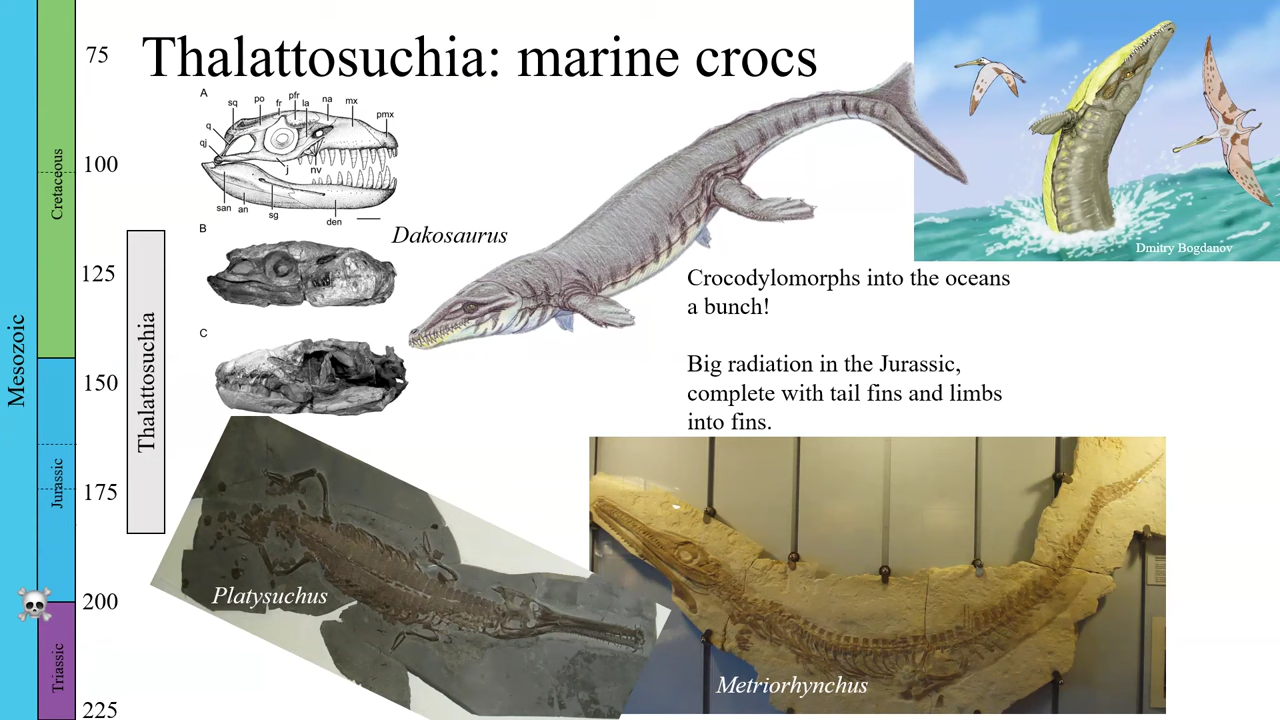 Thalattosuchia: marine crocs
75
100
125
150
175
200
225
Mesozoic
Cretaceous
Jurassic
Triassic
Thalattosuchia
A
sq
po
fr
pfr
la
na
mx
pmx
q
qj
j
nv
san
an
sg
den
B
C
Dakosaurus
Dmitry Bogdanov
Crocodylomorphs into the oceans
a bunch!
Big radiation in the Jurassic,
complete with tail fins and limbs
into fins.
Platysuchus
Metriorhynchus